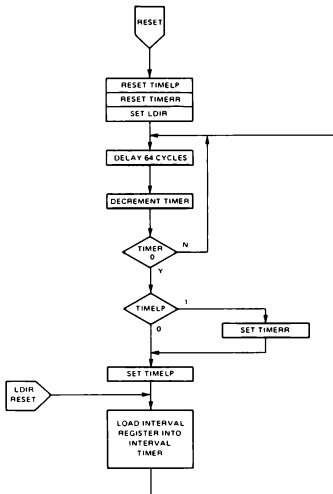 RESET
RESET TIMELP
RESET TIMERR
SET LDIR
DELAY 64 CYCLES
DECREMENT TIMER
TIMER
0
N
Y
TIMELP
1
0
SET TIMERR
SET TIMELP
LDIR
RESET
LOAD INTERVAL
REGISTER INTO
INTERVAL
TIMER